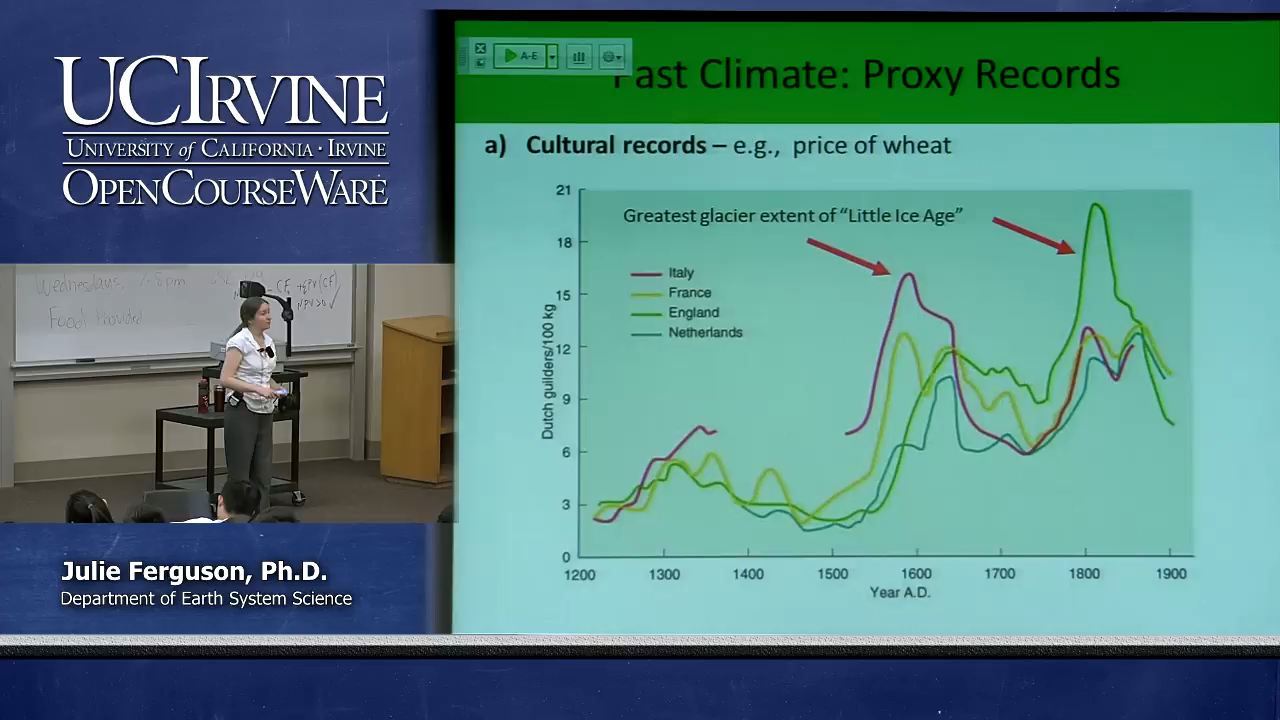 UCIRVINE
UNIVERSITY of CALIFORNIA · IRVINE
OPENCOURSEWARE
Wednesdays
Food Provided
Julie Ferguson, Ph.D.
Department of Earth System Science
A-E
Past Climate: Proxy Records
a) Cultural records – e.g., price of wheat
Greatest glacier extent of “Little Ice Age”
Italy
France
England
Netherlands
Dutch guilders/100 kg
21
18
15
12
9
6
3
0
1200 1300 1400 1500 1600 1700 1800 1900
Year A.D.